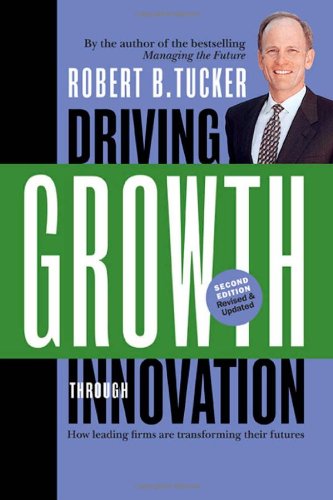 By the author of the bestselling
Managing the Future
ROBERT B. TUCKER
DRIVING
GROWTH
SECOND
EDITION
Revised &
Updated
THROUGH
INNOVATION
How leading firms are transforming their futures